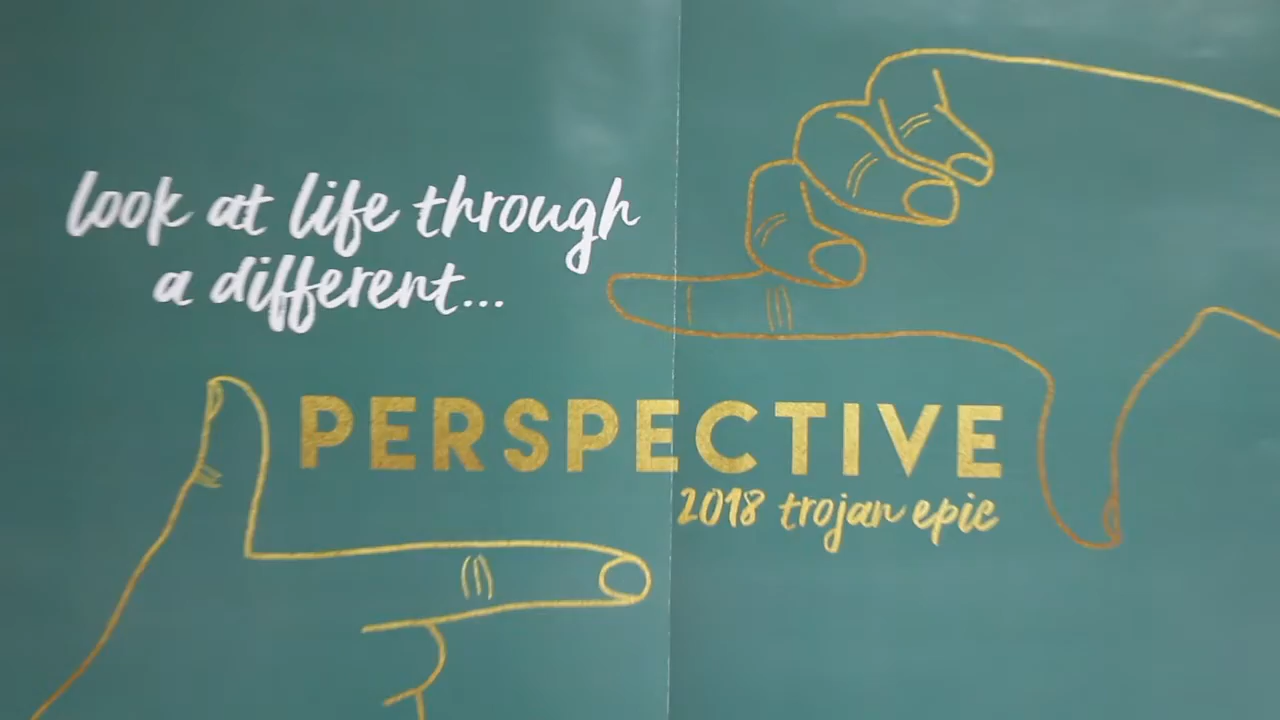 look at life through
a different...
PERSPECTIVE
2018 trojan epic